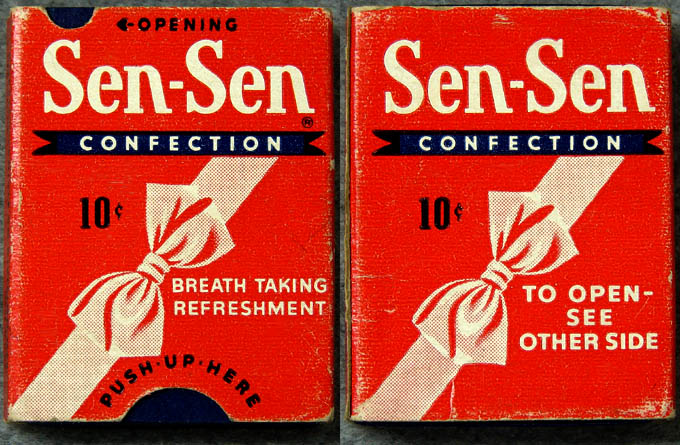 ←OPENING
Sen-Sen®
CONFECTION
10¢
BREATH TAKING
REFRESHMENT
PUSH·UP·HERE
Sen-Sen
CONFECTION
10¢
TO OPEN-
SEE
OTHER SIDE